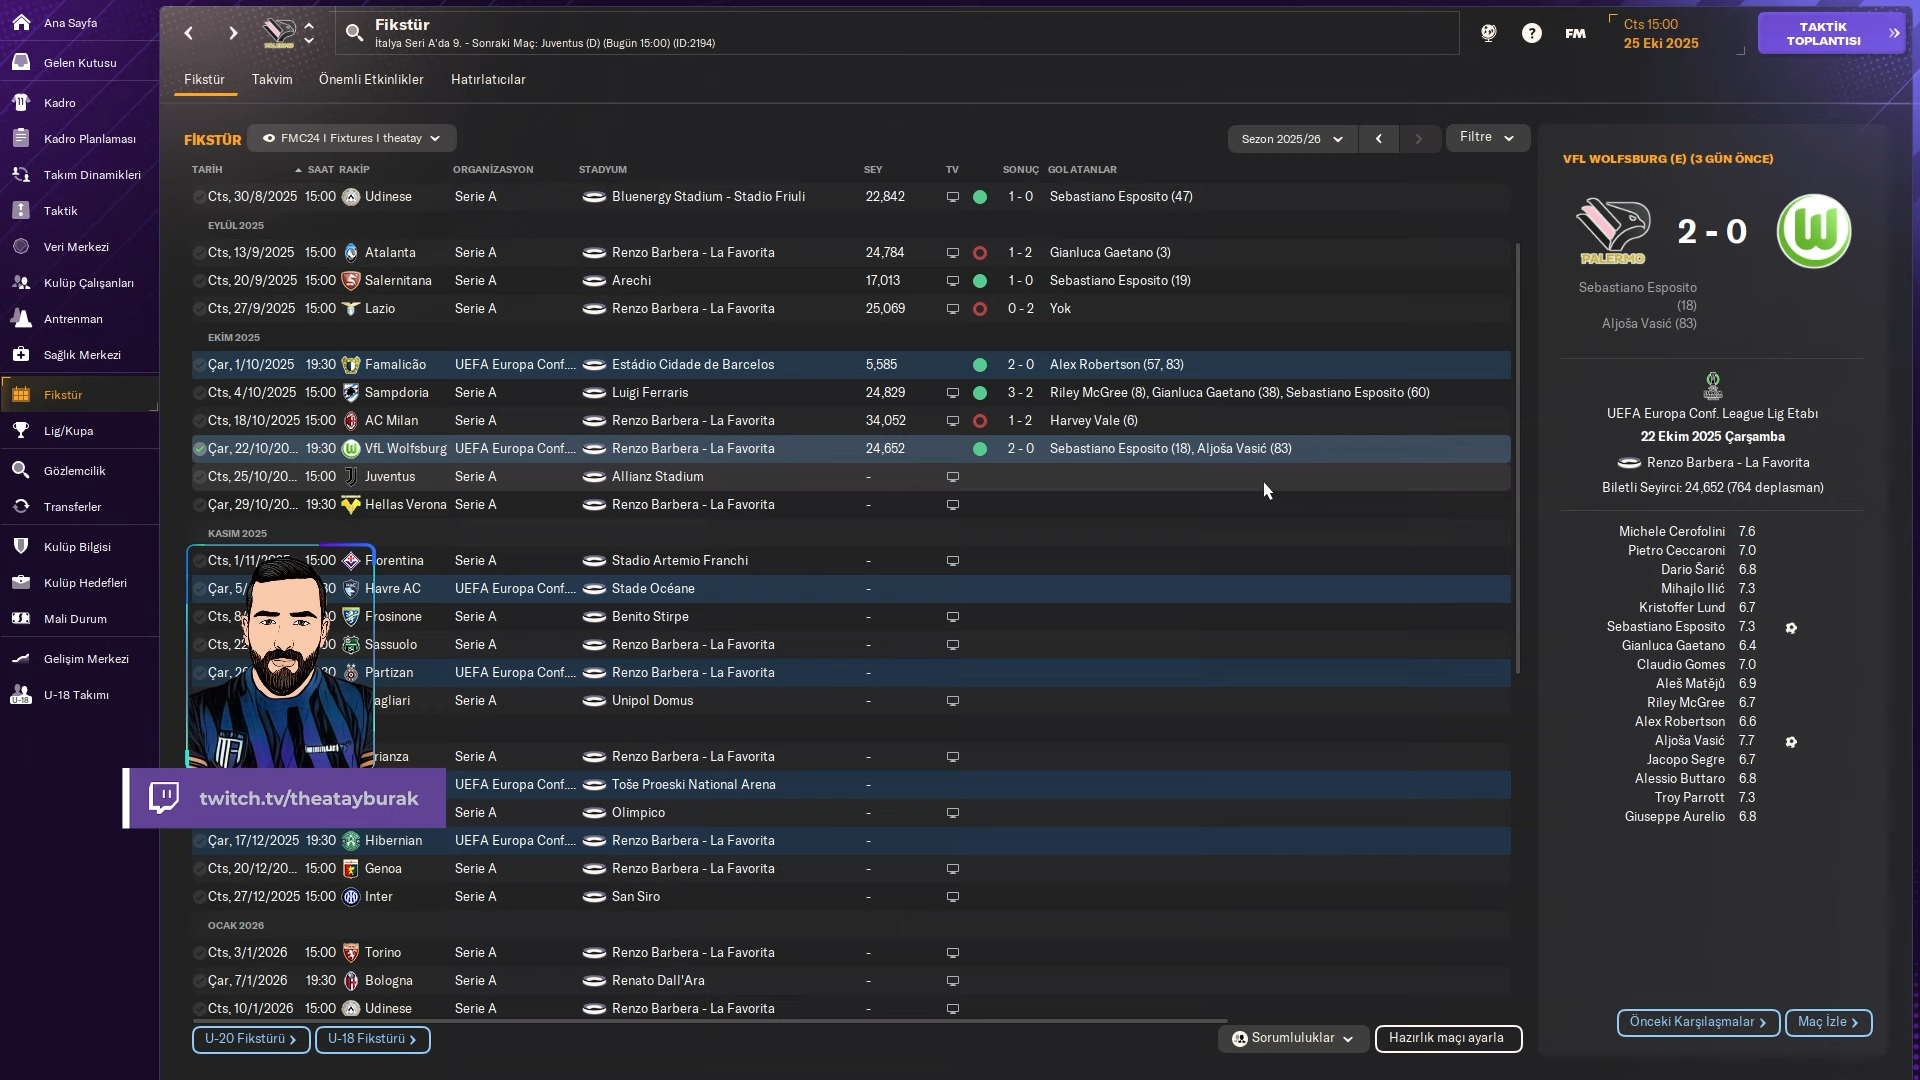 Ana Sayfa
Gelen Kutusu
Kadro
Kadro Planlaması
Takım Dinamikleri
Taktik
Veri Merkezi
Kulüp Çalışanları
Antrenman
Sağlık Merkezi
Fikstür
Lig/Kupa
Gözlemcilik
Transferler
Kulüp Bilgisi
Kulüp Hedefleri
Mali Durum
Gelişim Merkezi
U-18 Takımı
Fikstür
İtalya Seri A'da 9. - Sonraki Maç: Juventus (D) (Bugün 15:00) (ID:2194)
FM
Cts 15:00
25 Eki 2025
TAKTİK TOPLANTISI
Fikstür Takvim Önemli Etkinlikler Hatırlatıcılar
FİKSTÜR FMC24 I Fixtures I theatay Sezon 2025/26 Filtre
TARİH SAAT RAKİP ORGANİZASYON STADYUM SEY TV SONUÇ GOL ATANLAR
Cts, 30/8/2025 15:00 Udinese Serie A Bluenergy Stadium - Stadio Friuli 22,842 1 - 0 Sebastiano Esposito (47)
EYLÜL 2025
Cts, 13/9/2025 15:00 Atalanta Serie A Renzo Barbera - La Favorita 24,784 1 - 2 Gianluca Gaetano (3)
Cts, 20/9/2025 15:00 Salernitana Serie A Arechi 17,013 1 - 0 Sebastiano Esposito (19)
Cts, 27/9/2025 15:00 Lazio Serie A Renzo Barbera - La Favorita 25,069 0 - 2 Yok
EKİM 2025
Çar, 1/10/2025 19:30 Famalicão UEFA Europa Conf.... Estádio Cidade de Barcelos 5,585 2 - 0 Alex Robertson (57, 83)
Cts, 4/10/2025 15:00 Sampdoria Serie A Luigi Ferraris 24,829 3 - 2 Riley McGree (8), Gianluca Gaetano (38), Sebastiano Esposito (60)
Cts, 18/10/2025 15:00 AC Milan Serie A Renzo Barbera - La Favorita 34,052 1 - 2 Harvey Vale (6)
Çar, 22/10/20... 19:30 VfL Wolfsburg UEFA Europa Conf.... Renzo Barbera - La Favorita 24,652 2 - 0 Sebastiano Esposito (18), Aljoša Vasić (83)
Cts, 25/10/20... 15:00 Juventus Serie A Allianz Stadium -
Çar, 29/10/20... 19:30 Hellas Verona Serie A Renzo Barbera - La Favorita -
KASIM 2025
Cts, 1/11/2025 15:00 Fiorentina Serie A Stadio Artemio Franchi -
Çar, 5/ Havre AC UEFA Europa Conf.... Stade Océane -
Cts, 8/ Frosinone Serie A Benito Stirpe -
Cts, 22 Sassuolo Serie A Renzo Barbera - La Favorita -
Çar, Partizan UEFA Europa Conf.... Renzo Barbera - La Favorita -
agliari Serie A Unipol Domus -
rianza Serie A Renzo Barbera - La Favorita -
UEFA Europa Conf.... Toše Proeski National Arena -
Serie A Olimpico -
Çar, 17/12/2025 19:30 Hibernian UEFA Europa Conf.... Renzo Barbera - La Favorita -
Cts, 20/12/20... 15:00 Genoa Serie A Renzo Barbera - La Favorita -
Cts, 27/12/2025 15:00 Inter Serie A San Siro -
OCAK 2026
Cts, 3/1/2026 15:00 Torino Serie A Renzo Barbera - La Favorita -
Çar, 7/1/2026 19:30 Bologna Serie A Renato Dall'Ara -
Cts, 10/1/2026 15:00 Udinese Serie A Renzo Barbera - La Favorita -
twitch.tv/theatayburak
U-20 Fikstürü U-18 Fikstürü Sorumluluklar Hazırlık maçı ayarla
VFL WOLFSBURG (E) (3 GÜN ÖNCE)
PALERMO
2 - 0
Sebastiano Esposito
(18)
Aljoša Vasić (83)
UEFA Europa Conf. League Lig Etabı
22 Ekim 2025 Çarşamba
Renzo Barbera - La Favorita
Biletli Seyirci: 24,652 (764 deplasman)
Michele Cerofolini 7.6
Pietro Ceccaroni 7.0
Dario Šarić 6.8
Mihajlo Ilić 7.3
Kristoffer Lund 6.7
Sebastiano Esposito 7.3
Gianluca Gaetano 6.4
Claudio Gomes 7.0
Aleš Matějů 6.9
Riley McGree 6.7
Alex Robertson 6.6
Aljoša Vasić 7.7
Jacopo Segre 6.7
Alessio Buttaro 6.8
Troy Parrott 7.3
Giuseppe Aurelio 6.8
Önceki Karşılaşmalar Maç İzle